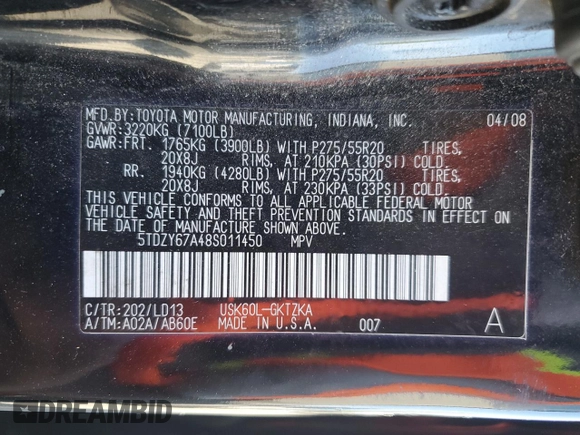 MFD.BY:TOYOTA MOTOR MANUFACTURING, INDIANA, INC. 04/08
GVWR:3220KG (7100LB)
GAWR:FRT. 1765KG (3900LB) WITH P275/55R20 TIRES,
20X8J RIMS, AT 210KPA (30PSI) COLD.
RR. 1940KG (4280LB) WITH P275/55R20 TIRES,
20X8J RIMS, AT 230KPA (33PSI) COLD.
THIS VEHICLE CONFORMS TO ALL APPLICABLE FEDERAL MOTOR
VEHICLE SAFETY AND THEFT PREVENTION STANDARDS IN EFFECT ON
THE DATE OF MANUFACTURE SHOWN ABOVE.
5TDZY67A48S011450 MPV
C/TR:202/LD13 USK60L-GKTZKA
A/TM:A02A/AB60E MADE IN U.S.A. 007 A
DREAMBID